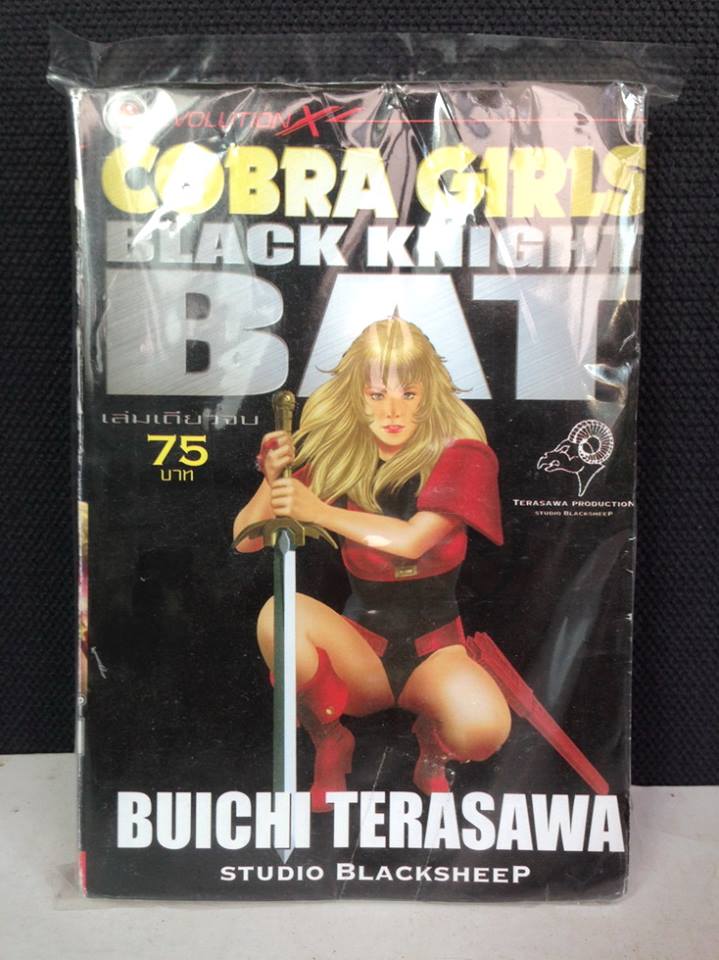 VOLUTION X
COBRA GIRLS
BLACK KNIGHT
BAT
เล่มเดียวจบ
75
บาท
TERASAWA PRODUCTION
STUDIO BLACKSHEEP
BUICHI TERASAWA
STUDIO BLACKSHEEP